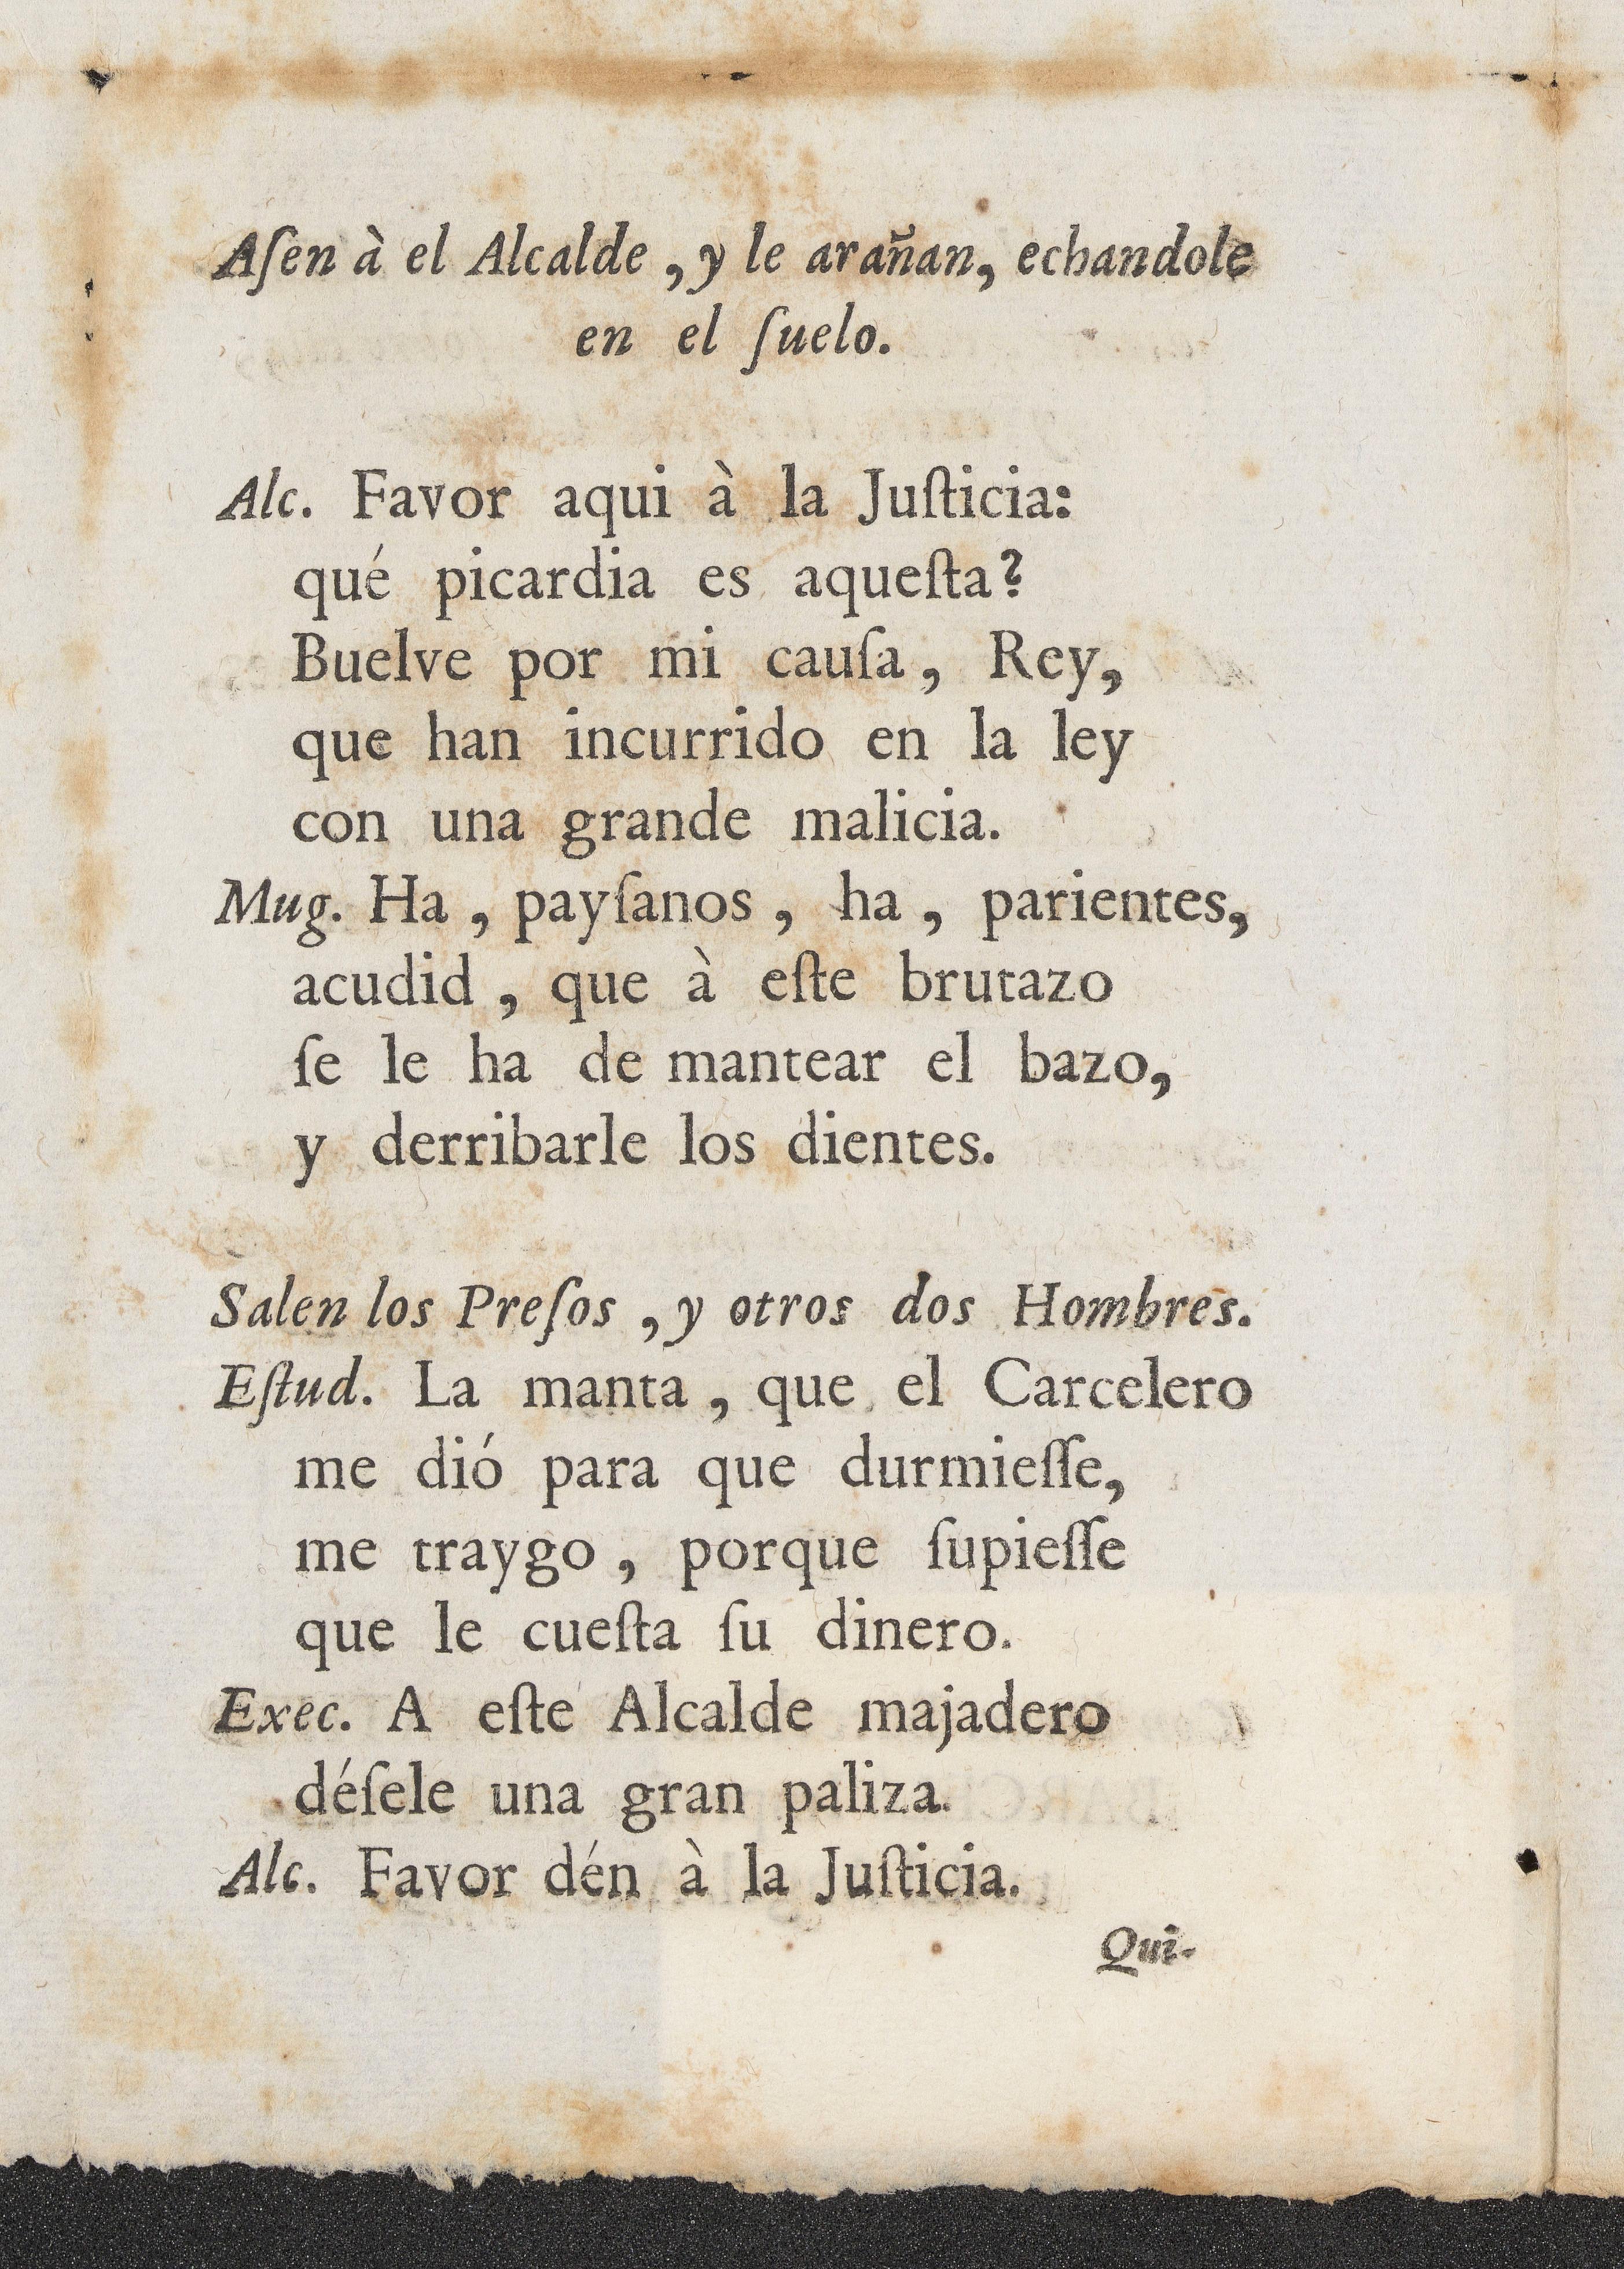 Aſen à el Alcalde , y le arañan, echandole
en el ſuelo.
Alc. Favor aqui à la Juſticia:
qué picardia es aqueſta?
Buelve por mi cauſa, Rey,
que han incurrido en la ley
con una grande malicia.
Mug. Ha , payſanos , ha , parientes,
acudid , que à eſte brutazo
ſe le ha de mantear el bazo,
y derribarle los dientes.
Salen los Preſos , y otros dos Hombres.
Eſtud. La manta , que el Carcelero
me dió para que durmieſſe,
me traygo , porque ſupieſſe
que le cueſta ſu dinero.
Exec. A eſte Alcalde majadero
déſele una gran paliza.
Alc. Favor dén à la Juſticia.
Qui-